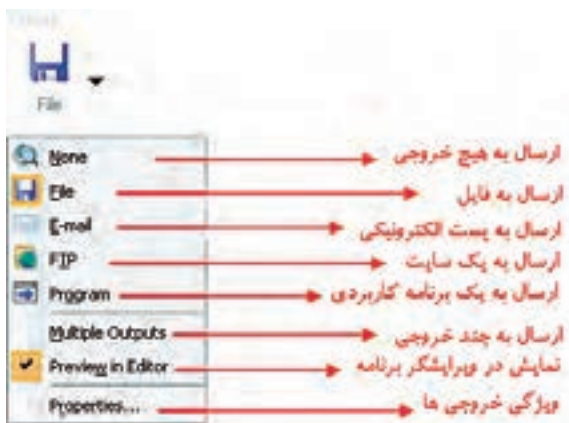 File
None ارسال به هیچ خروجی
File ارسال به فایل
E-mail ارسال به پست الکترونیکی
FTP ارسال به یک سایت
Program ارسال به یک برنامه کاربردی
Multiple Outputs ارسال به چند خروجی
Preview in Editor نمایش در ویرایشگر برنامه
Properties... ویژگی خروجی ها